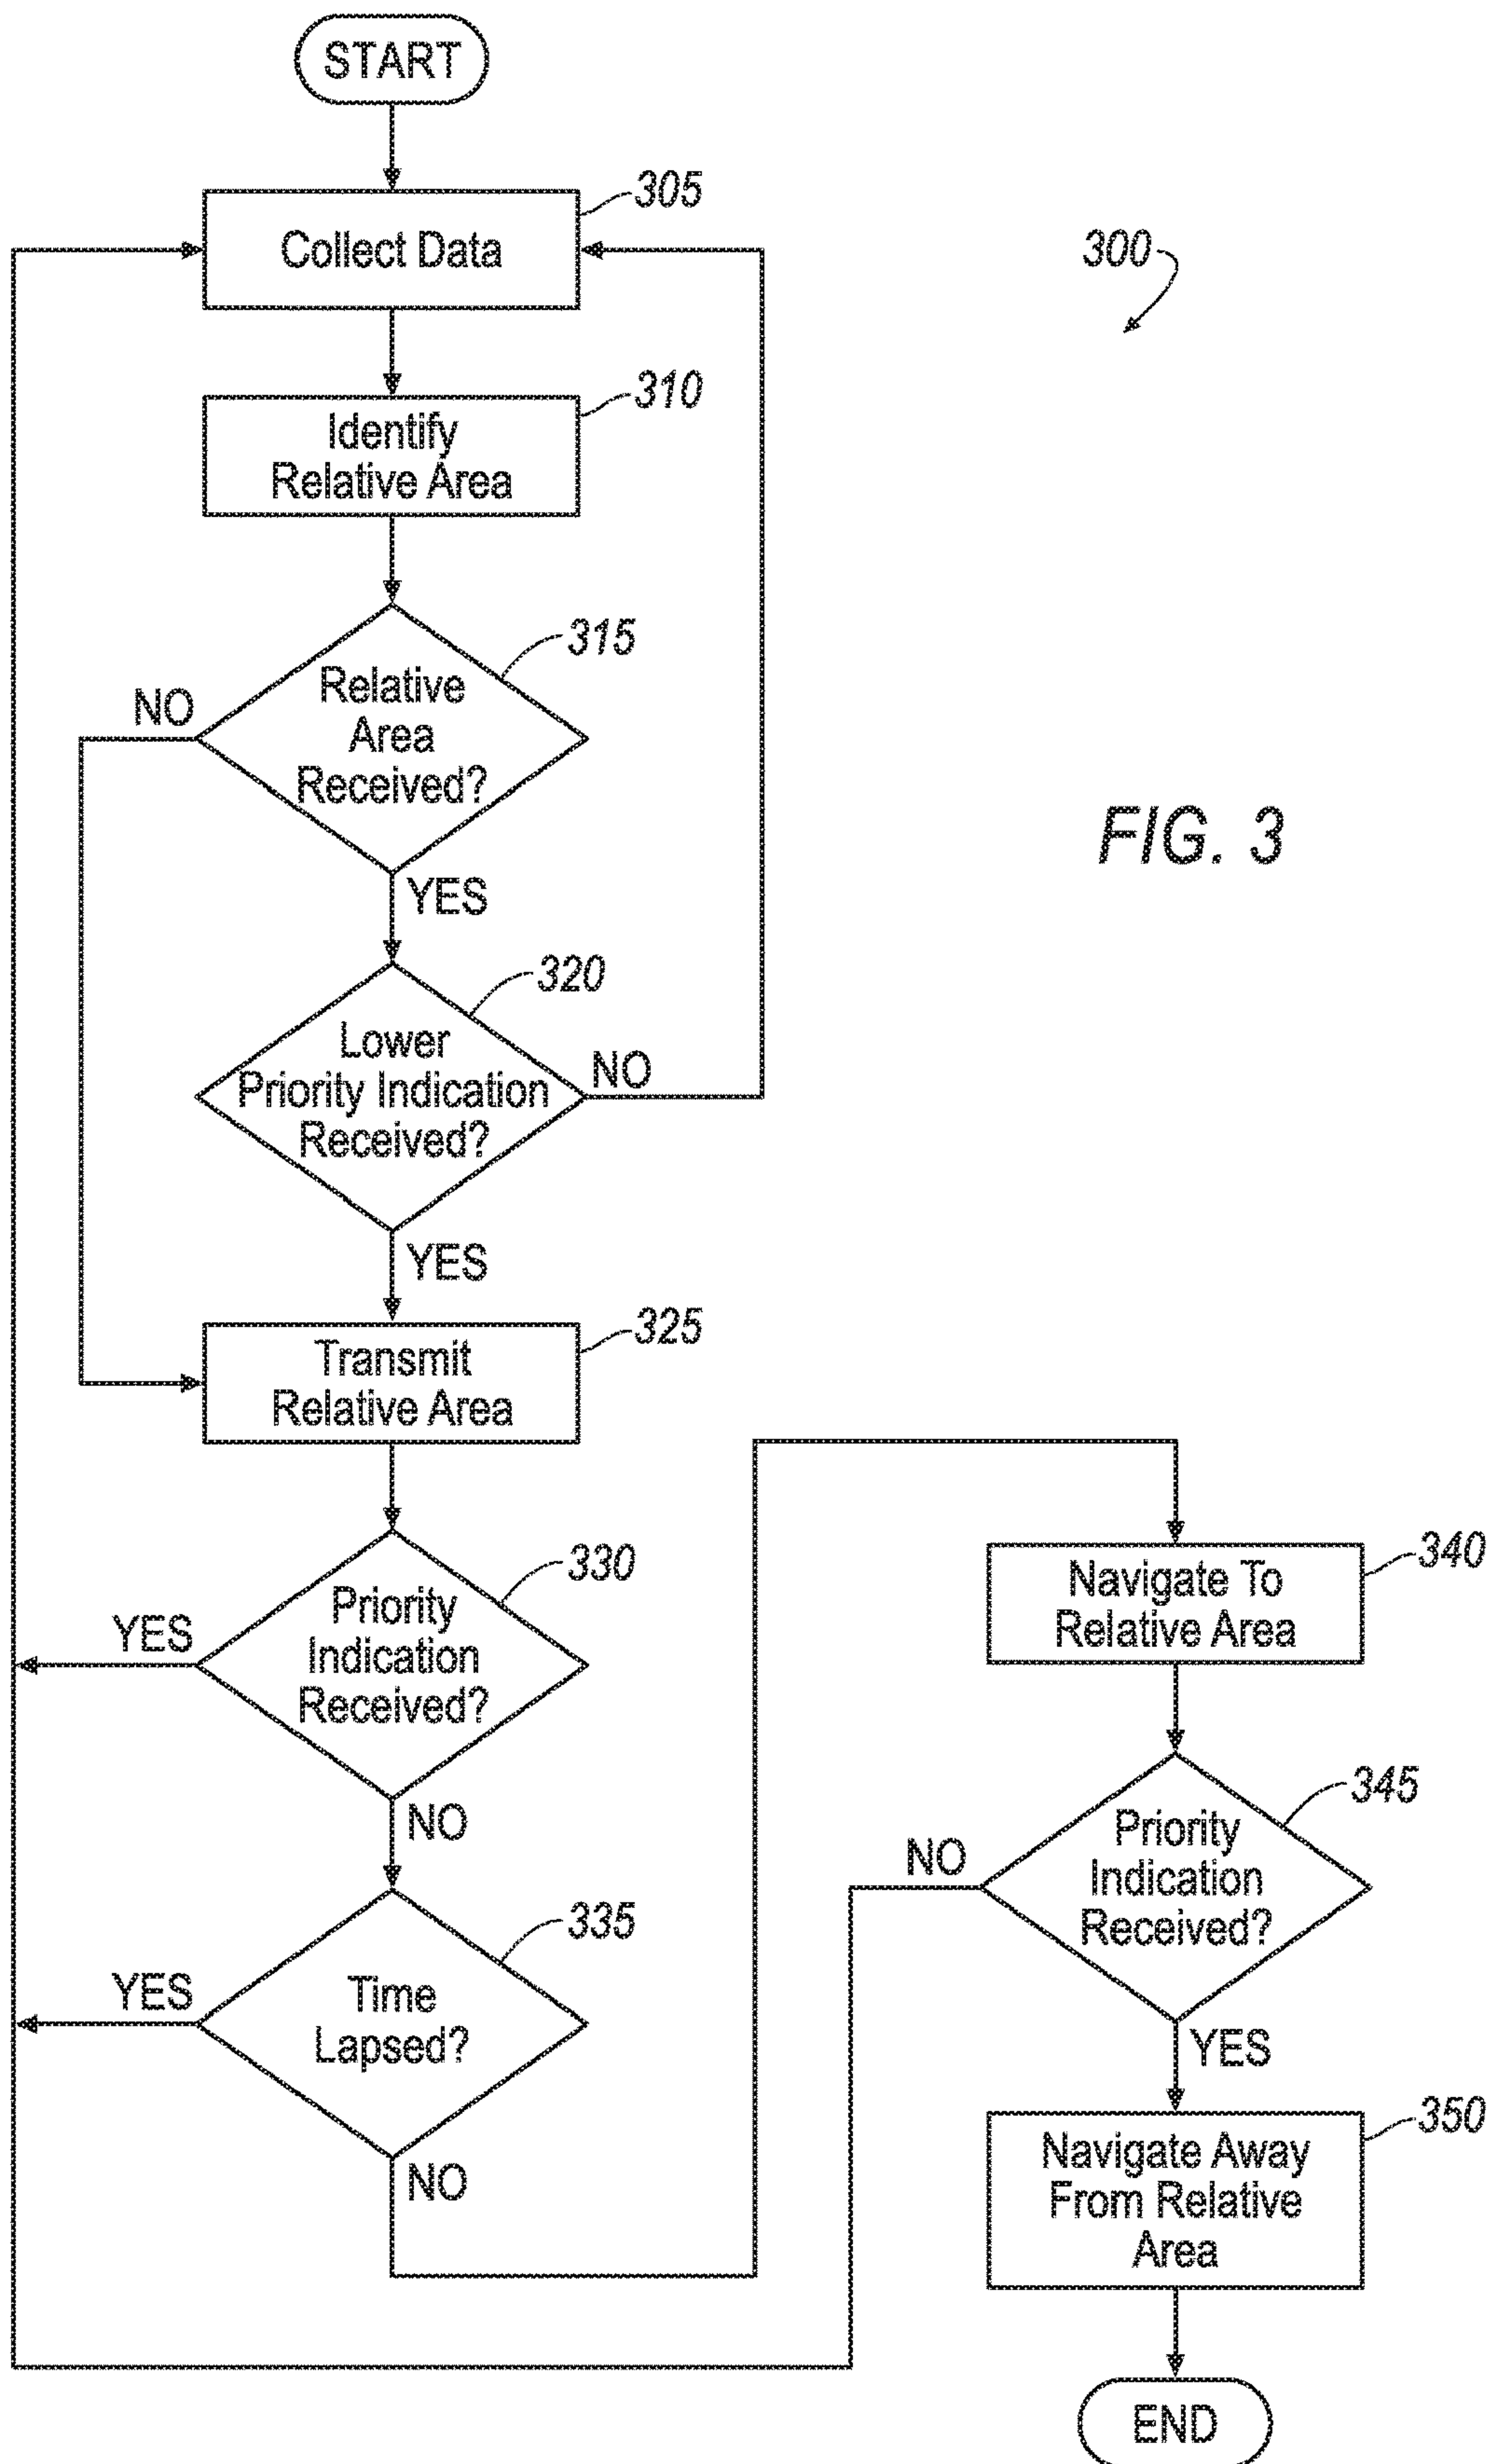 START
305
Collect Data
300
310
Identify
Relative Area
315
NO
Relative
Area
Received?
FIG. 3
YES
320
Lower
Priority Indication
Received?
NO
YES
325
Transmit
Relative Area
330
YES
Priority
Indication
Received?
NO
335
YES
Time
Lapsed?
NO
340
Navigate To
Relative Area
345
NO
Priority
Indication
Received?
YES
350
Navigate Away
From Relative
Area
END